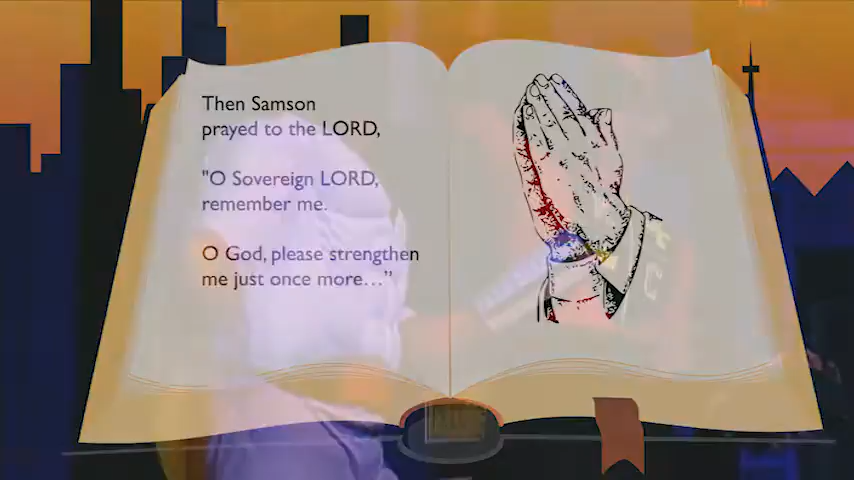 Then Samson
prayed to the LORD,
"O Sovereign LORD,
remember me.
O God, please strengthen
me just once more…”